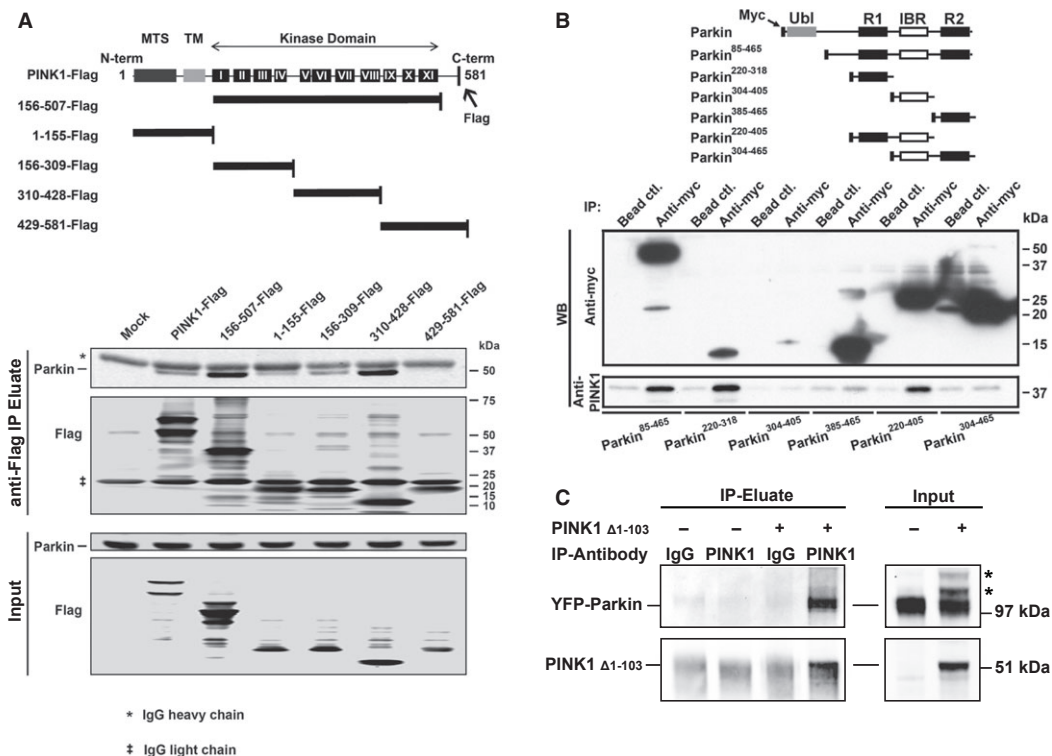 A
MTS TM Kinase Domain
N-term C-term
PINK1-Flag 1 I II III IV V VI VII VIII IX X XI 581
Flag
156-507-Flag
1-155-Flag
156-309-Flag
310-428-Flag
429-581-Flag
Mock PINK1-Flag 156-507-Flag 1-155-Flag 156-309-Flag 310-428-Flag 429-581-Flag
kDa
anti-Flag IP Eluate
*
Parkin 50
75
Flag 50
37
25
‡ 20
15
10
Input
Parkin
Flag
* IgG heavy chain
‡ IgG light chain
B
Myc Ubl R1 IBR R2
Parkin
Parkin85-465
Parkin220-318
Parkin304-405
Parkin385-465
Parkin220-405
Parkin304-465
IP: Bead ctl. Anti-myc Bead ctl. Anti-myc Bead ctl. Anti-myc Bead ctl. Anti-myc Bead ctl. Anti-myc Bead ctl. Anti-myc kDa
WB
Anti-myc
50
37
25
20
15
Anti-PINK1
37
Parkin85-465 Parkin220-318 Parkin304-405 Parkin385-465 Parkin220-405 Parkin304-465
C
IP-Eluate Input
PINK1 Δ1-103 – – + + – +
IP-Antibody IgG PINK1 IgG PINK1
*
*
YFP-Parkin 97 kDa
PINK1 Δ1-103 51 kDa